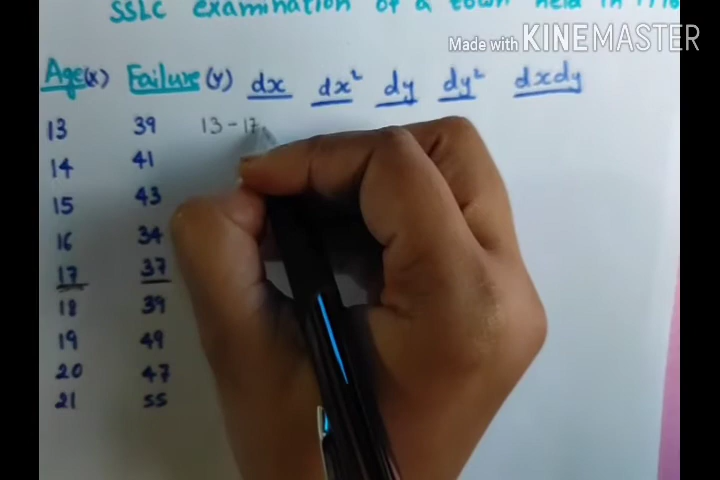 SSLC examination of a town held in
Made with KINEMASTER
Age(x) Failure (Y) dx dx² dy dy² dxdy
13 39 13-17
14 41
15 43
16 34
17 37
18 39
19 49
20 47
21 55